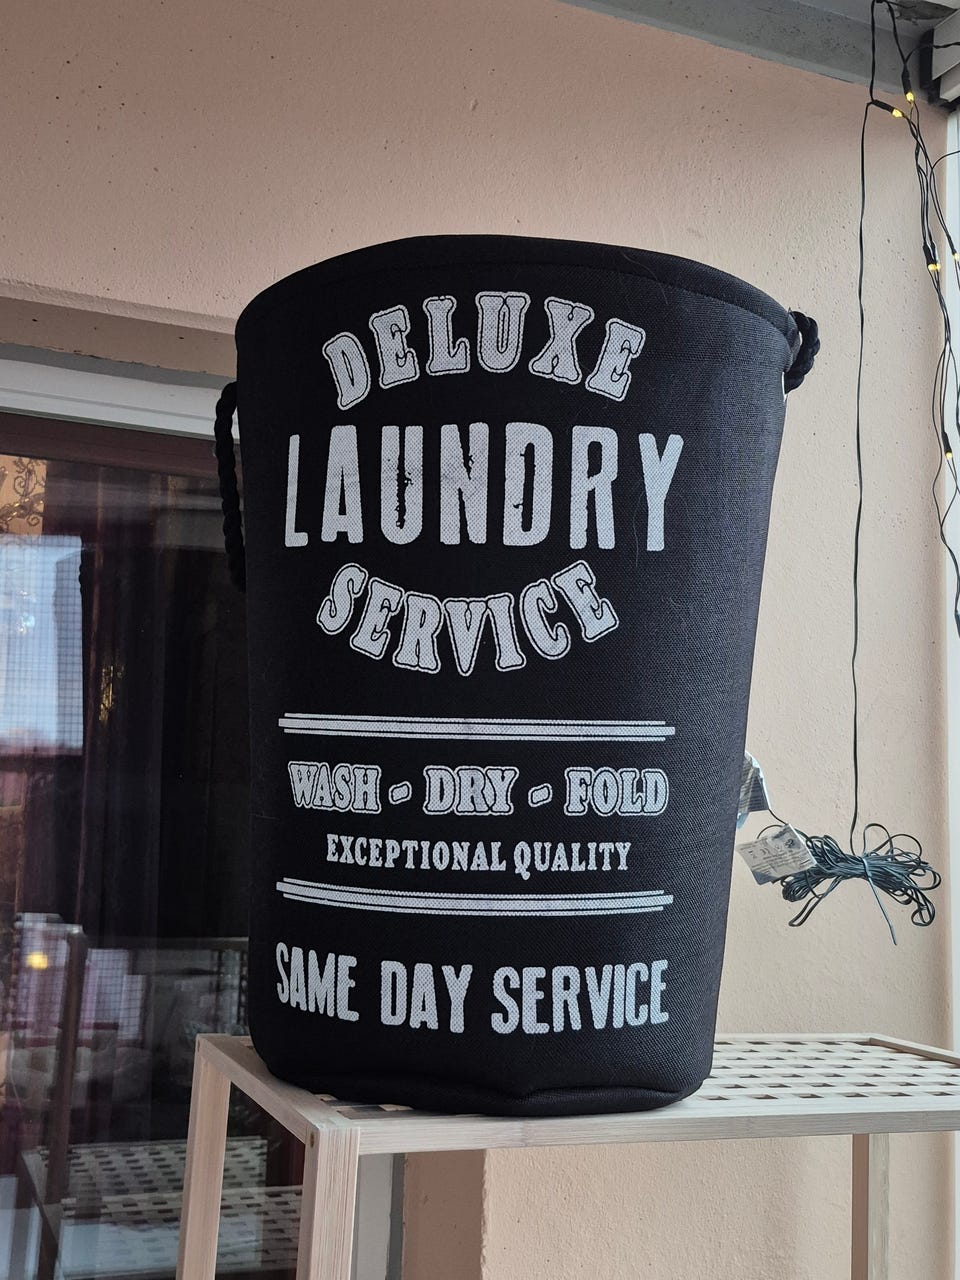 DELUXE
LAUNDRY
SERVICE
WASH - DRY - FOLD
EXCEPTIONAL QUALITY
SAME DAY SERVICE